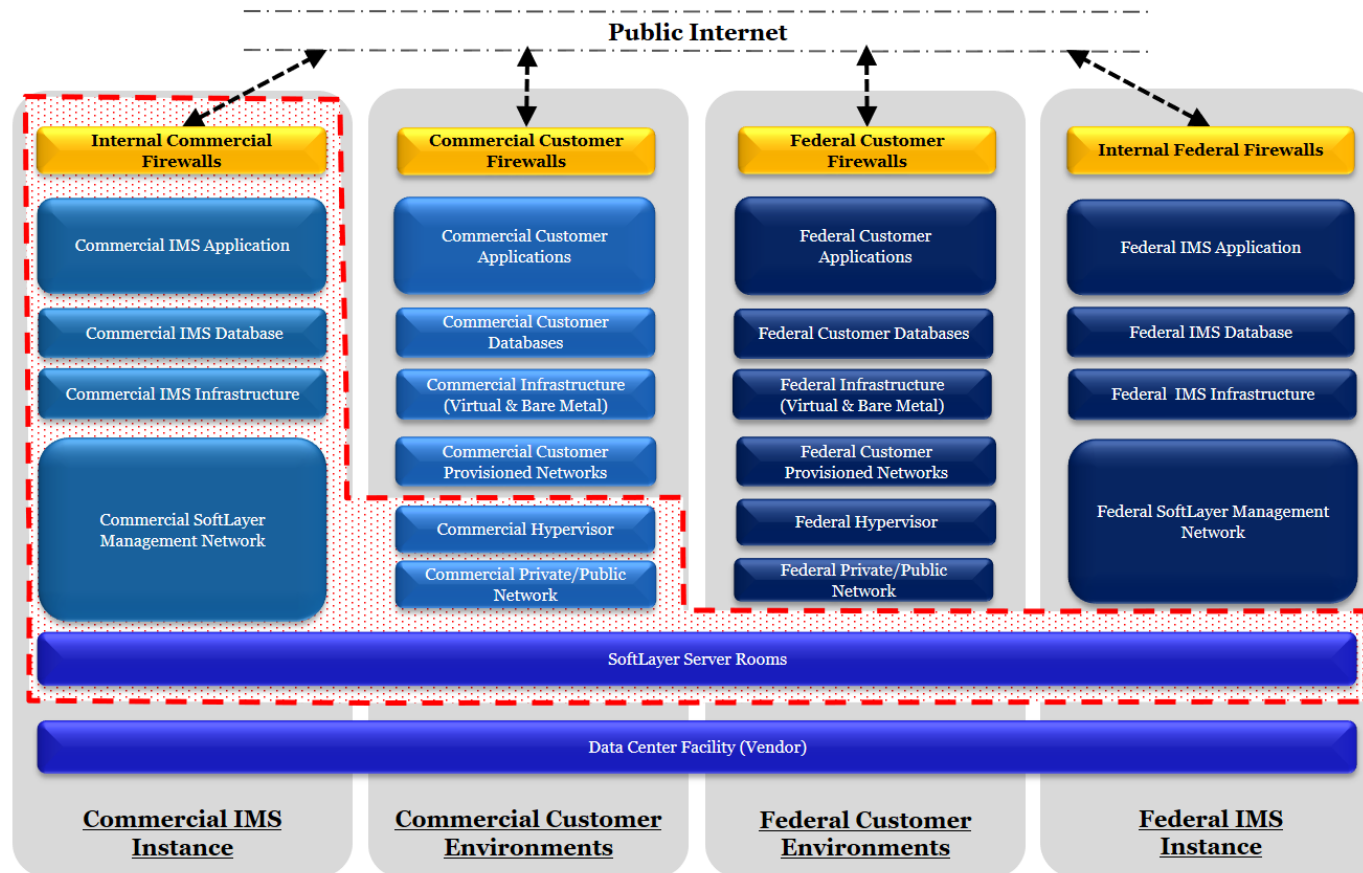 Public Internet
Internal Commercial
Firewalls
Commercial IMS Application
Commercial IMS Database
Commercial IMS Infrastructure
Commercial SoftLayer
Management Network
Commercial Customer
Firewalls
Commercial Customer
Applications
Commercial Customer
Databases
Commercial Infrastructure
(Virtual & Bare Metal)
Commercial Customer
Provisioned Networks
Commercial Hypervisor
Commercial Private/Public
Network
Federal Customer
Firewalls
Federal Customer
Applications
Federal Customer Databases
Federal Infrastructure
(Virtual & Bare Metal)
Federal Customer
Provisioned Networks
Federal Hypervisor
Federal Private/Public
Network
Internal Federal Firewalls
Federal IMS Application
Federal IMS Database
Federal IMS Infrastructure
Federal SoftLayer Management
Network
SoftLayer Server Rooms
Data Center Facility (Vendor)
Commercial IMS
Instance
Commercial Customer
Environments
Federal Customer
Environments
Federal IMS
Instance